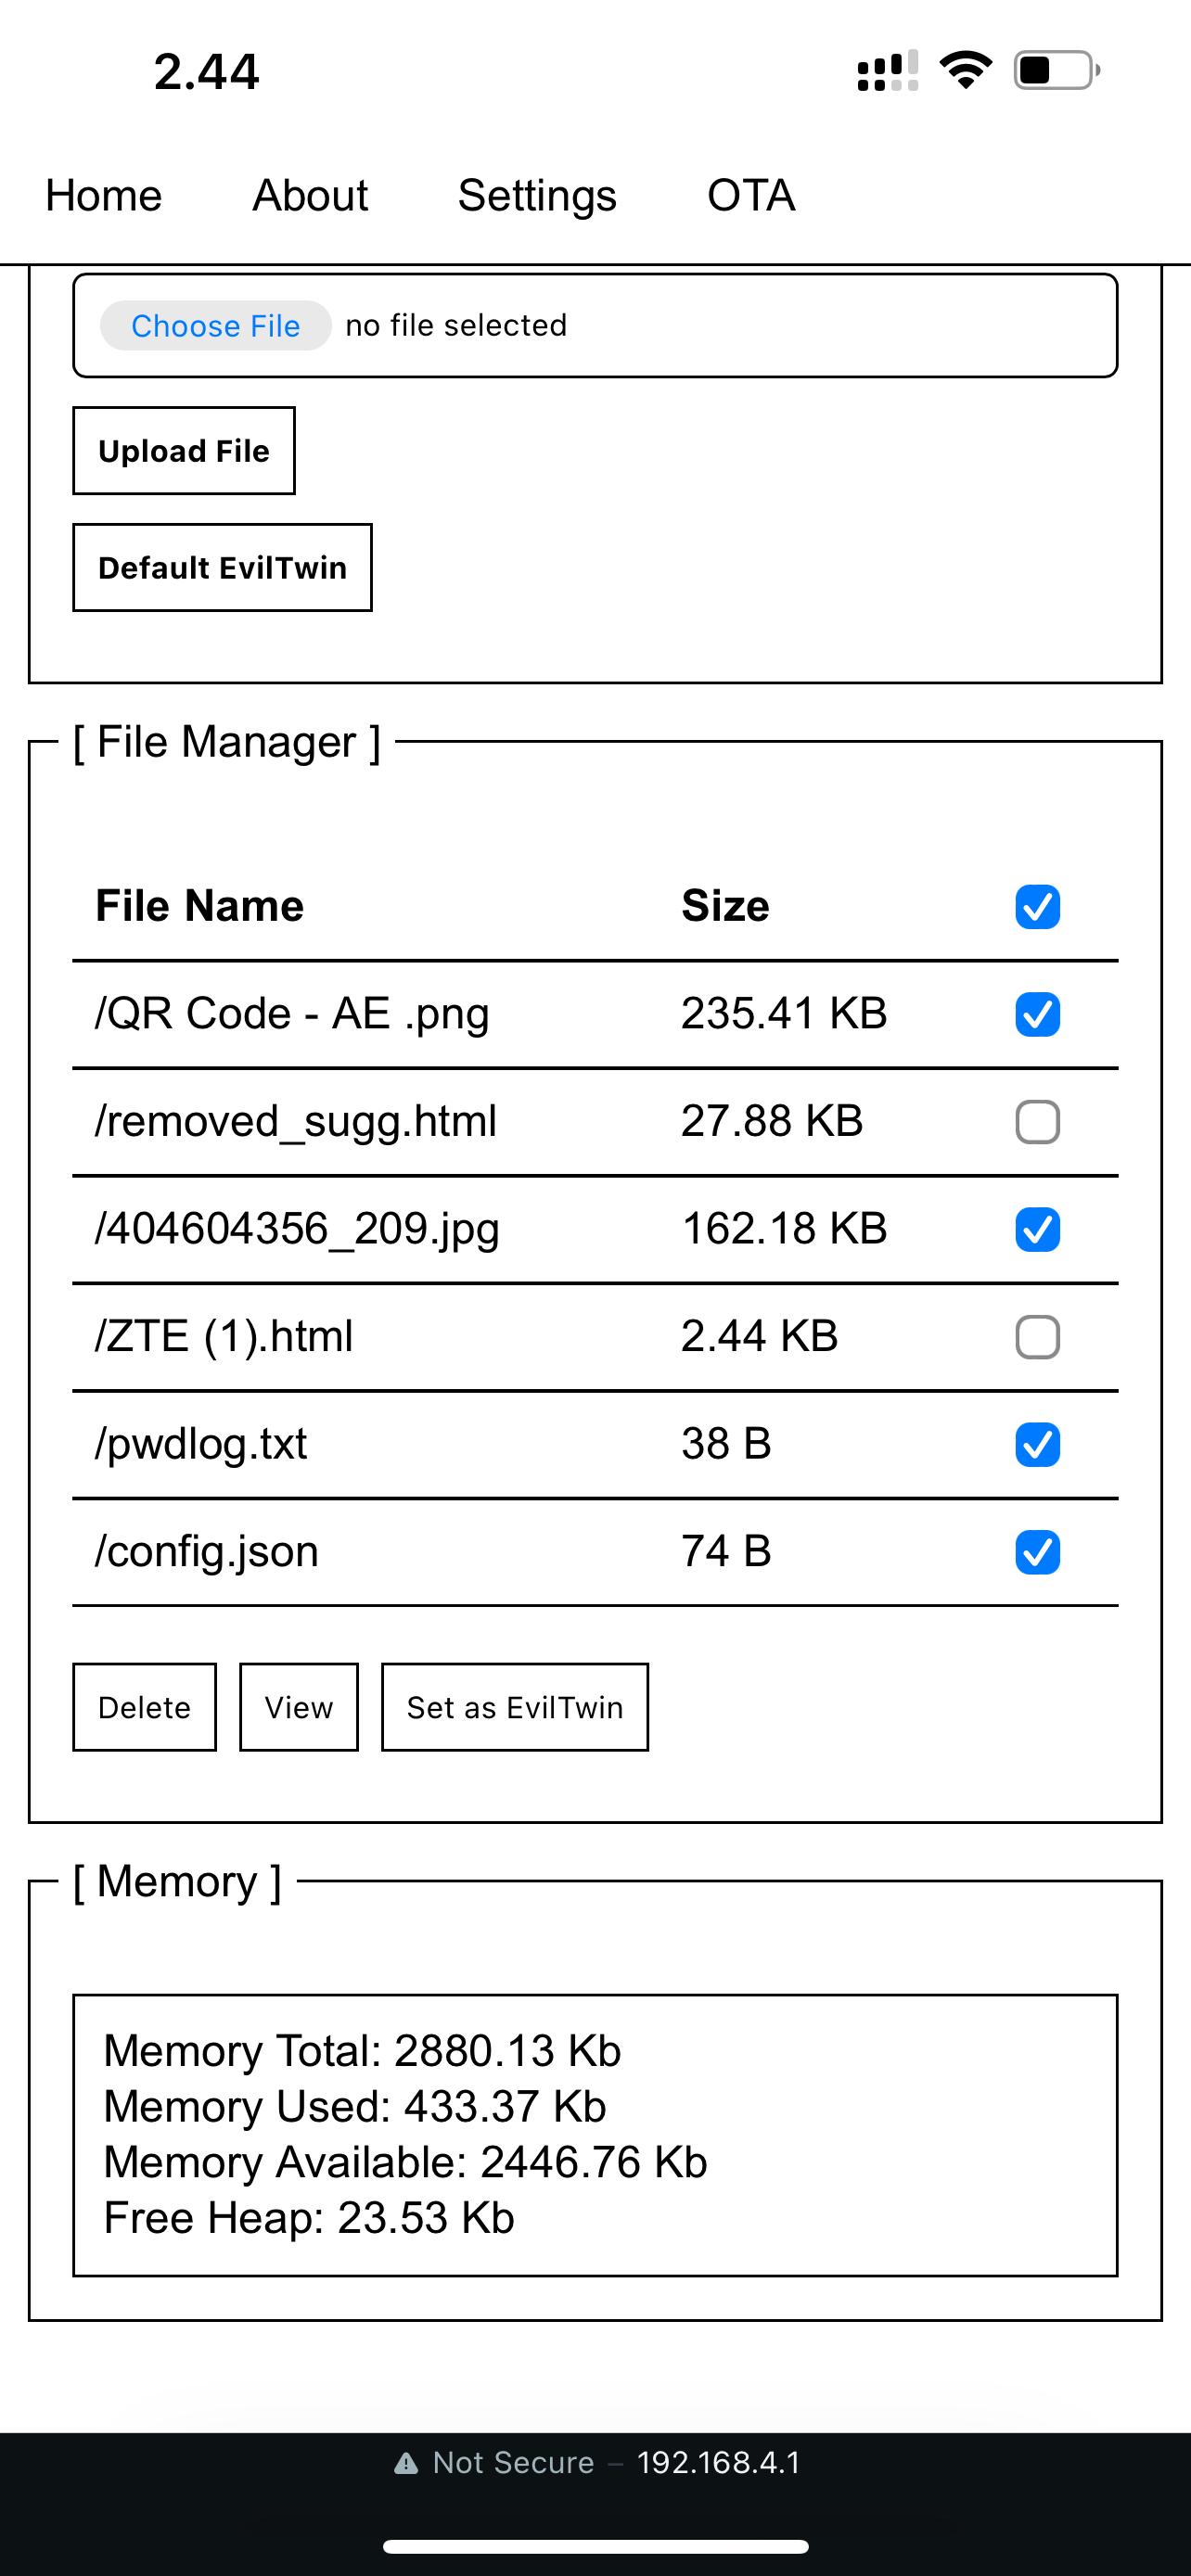 2.44
Home About Settings OTA
Choose File no file selected
Upload File
Default EvilTwin
[ File Manager ]
File Name Size
/QR Code - AE .png 235.41 KB
/removed_sugg.html 27.88 KB
/404604356_209.jpg 162.18 KB
/ZTE (1).html 2.44 KB
/pwdlog.txt 38 B
/config.json 74 B
Delete View Set as EvilTwin
[ Memory ]
Memory Total: 2880.13 Kb
Memory Used: 433.37 Kb
Memory Available: 2446.76 Kb
Free Heap: 23.53 Kb
Not Secure – 192.168.4.1